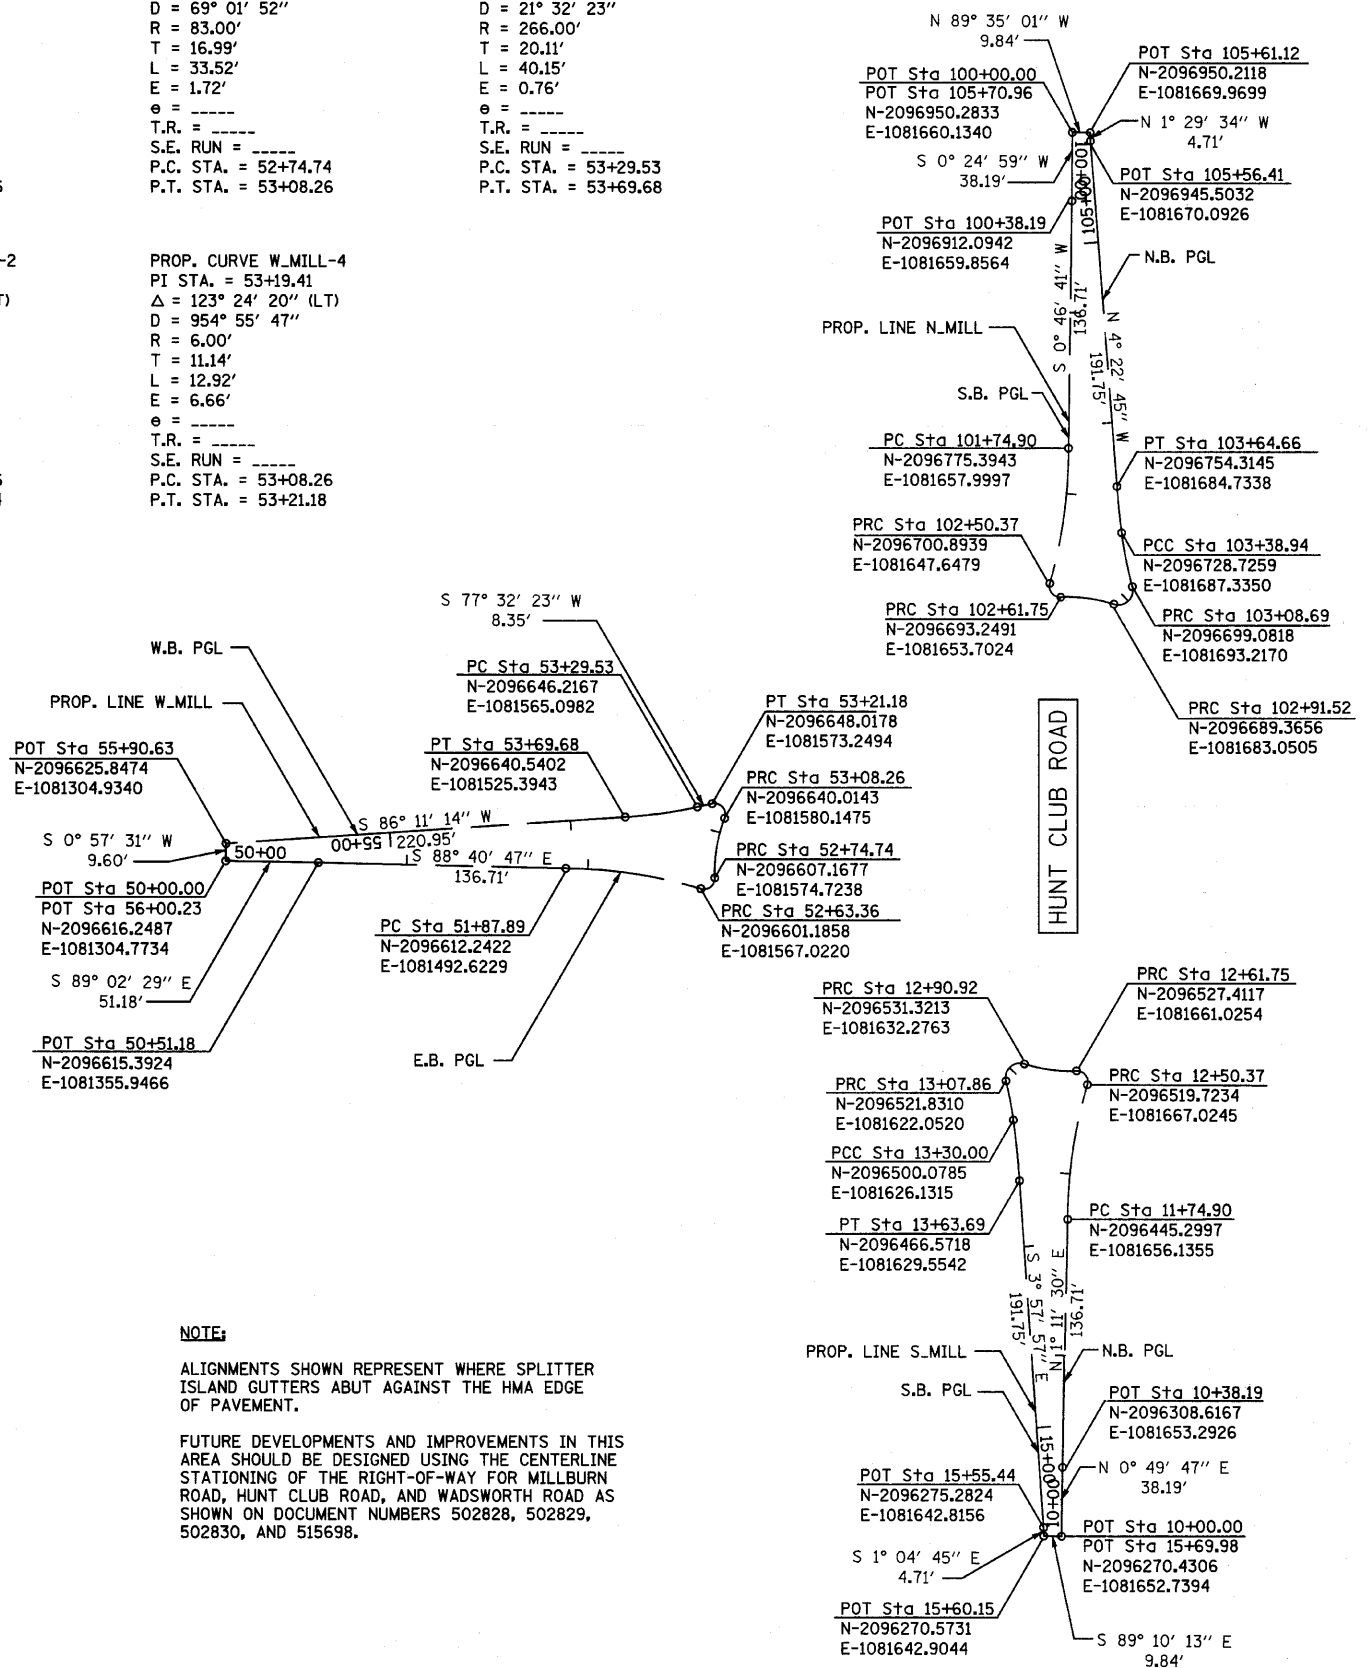 D = 69° 01' 52"
R = 83.00'
T = 16.99'
L = 33.52'
E = 1.72'
ɵ = _____
T.R. = _____
S.E. RUN = _____
P.C. STA. = 52+74.74
P.T. STA. = 53+08.26
D = 21° 32' 23"
R = 266.00'
T = 20.11'
L = 40.15'
E = 0.76'
ɵ = _____
T.R. = _____
S.E. RUN = _____
P.C. STA. = 53+29.53
P.T. STA. = 53+69.68
-2
T)
PROP. CURVE W_MILL-4
PI STA. = 53+19.41
Δ = 123° 24' 20" (LT)
D = 954° 55' 47"
R = 6.00'
T = 11.14'
L = 12.92'
E = 6.66'
ɵ = _____
T.R. = _____
S.E. RUN = _____
P.C. STA. = 53+08.26
P.T. STA. = 53+21.18
N 89° 35' 01" W
9.84'
POT Sta 100+00.00
POT Sta 105+70.96
N-2096950.2833
E-1081660.1340
POT Sta 105+61.12
N-2096950.2118
E-1081669.9699
N 1° 29' 34" W
4.71'
S 0° 24' 59" W
38.19'
POT Sta 105+56.41
N-2096945.5032
E-1081670.0926
100+00
105+00
POT Sta 100+38.19
N-2096912.0942
E-1081659.8564
N.B. PGL
S 0° 46' 41" W
136.71'
N 4° 22' 45" W
191.75'
PROP. LINE N_MILL
S.B. PGL
PC Sta 101+74.90
N-2096775.3943
E-1081657.9997
PT Sta 103+64.66
N-2096754.3145
E-1081684.7338
PRC Sta 102+50.37
N-2096700.8939
E-1081647.6479
PCC Sta 103+38.94
N-2096728.7259
E-1081687.3350
PRC Sta 102+61.75
N-2096693.2491
E-1081653.7024
PRC Sta 103+08.69
N-2096699.0818
E-1081693.2170
PRC Sta 102+91.52
N-2096689.3656
E-1081683.0505
S 77° 32' 23" W
8.35'
W.B. PGL
PC Sta 53+29.53
N-2096646.2167
E-1081565.0982
PROP. LINE W_MILL
PT Sta 53+21.18
N-2096648.0178
E-1081573.2494
POT Sta 55+90.63
N-2096625.8474
E-1081304.9340
PT Sta 53+69.68
N-2096640.5402
E-1081525.3943
PRC Sta 53+08.26
N-2096640.0143
E-1081580.1475
S 86° 11' 14" W
220.95'
55+00
S 0° 57' 31" W
9.60'
50+00
S 88° 40' 47" E
136.71'
PRC Sta 52+74.74
N-2096607.1677
E-1081574.7238
POT Sta 50+00.00
POT Sta 56+00.23
N-2096616.2487
E-1081304.7734
PC Sta 51+87.89
N-2096612.2422
E-1081492.6229
PRC Sta 52+63.36
N-2096601.1858
E-1081567.0220
S 89° 02' 29" E
51.18'
POT Sta 50+51.18
N-2096615.3924
E-1081355.9466
E.B. PGL
HUNT CLUB ROAD
PRC Sta 12+90.92
N-2096531.3213
E-1081632.2763
PRC Sta 12+61.75
N-2096527.4117
E-1081661.0254
PRC Sta 13+07.86
N-2096521.8310
E-1081622.0520
PRC Sta 12+50.37
N-2096519.7234
E-1081667.0245
PCC Sta 13+30.00
N-2096500.0785
E-1081626.1315
PT Sta 13+63.69
N-2096466.5718
E-1081629.5542
PC Sta 11+74.90
N-2096445.2997
E-1081656.1355
S 3° 57' 57" E
191.75'
N 1° 11' 30" E
136.71'
PROP. LINE S_MILL
N.B. PGL
S.B. PGL
POT Sta 10+38.19
N-2096308.6167
E-1081653.2926
15+00
10+00
POT Sta 15+55.44
N-2096275.2824
E-1081642.8156
N 0° 49' 47" E
38.19'
S 1° 04' 45" E
4.71'
POT Sta 10+00.00
POT Sta 15+69.98
N-2096270.4306
E-1081652.7394
POT Sta 15+60.15
N-2096270.5731
E-1081642.9044
S 89° 10' 13" E
9.84'
NOTE:
ALIGNMENTS SHOWN REPRESENT WHERE SPLITTER
ISLAND GUTTERS ABUT AGAINST THE HMA EDGE
OF PAVEMENT.
FUTURE DEVELOPMENTS AND IMPROVEMENTS IN THIS
AREA SHOULD BE DESIGNED USING THE CENTERLINE
STATIONING OF THE RIGHT-OF-WAY FOR MILLBURN
ROAD, HUNT CLUB ROAD, AND WADSWORTH ROAD AS
SHOWN ON DOCUMENT NUMBERS 502828, 502829,
502830, AND 515698.